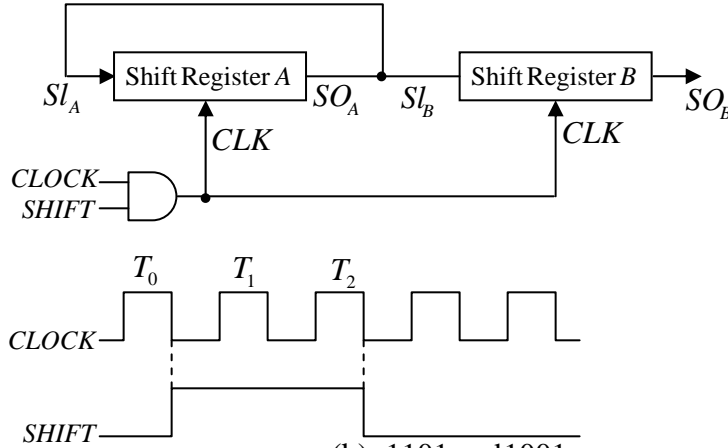 Shift Register A
Shift Register B
Sl_A
SO_A
Sl_B
SO_B
CLK
CLK
CLOCK
SHIFT
T_0
T_1
T_2
CLOCK
SHIFT